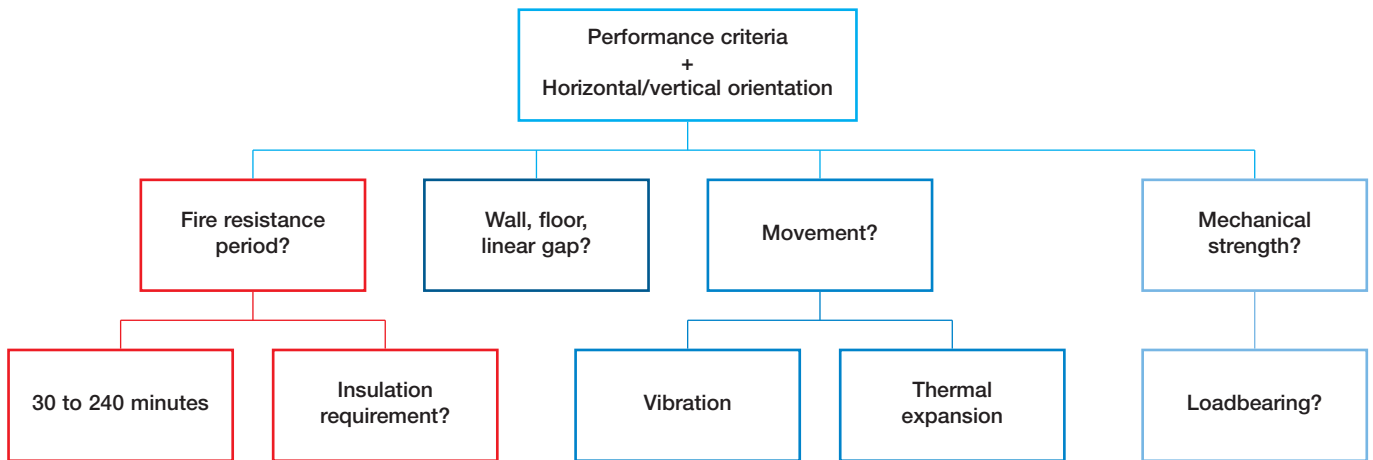 Performance criteria
+
Horizontal/vertical orientation
Fire resistance
period?
Wall, floor,
linear gap?
Movement?
Mechanical
strength?
30 to 240 minutes
Insulation
requirement?
Vibration
Thermal
expansion
Loadbearing?